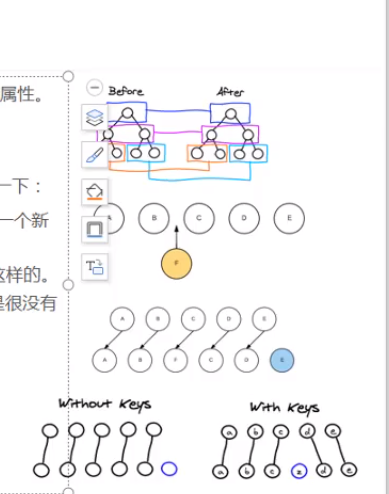 属性。
Before After
一下：
一个新
这样的。
是很没有
A B C D E
F
A B C D E
A B F C D E
Without Keys With Keys
a b c d e
a b c z d e